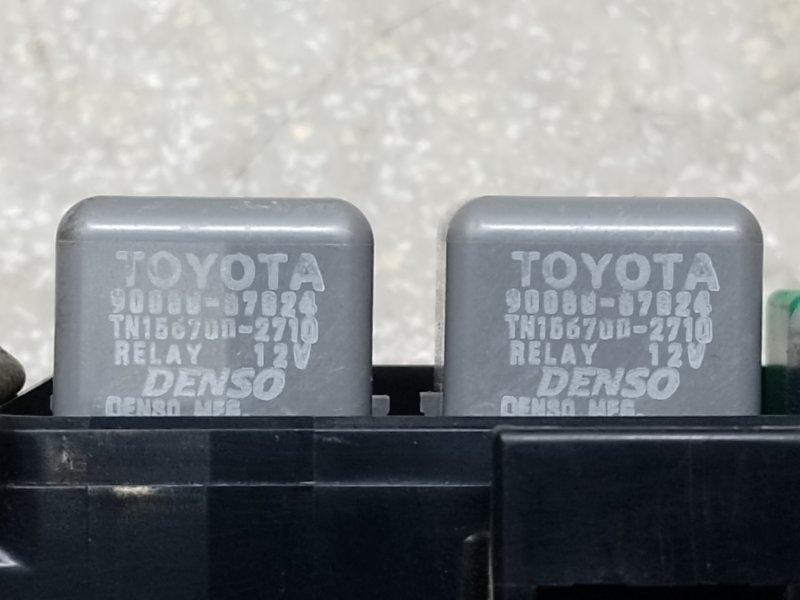 TOYOTA
90080-87024
TN156700-2710
RELAY 12V
DENSO
DENSO MFG.
TOYOTA
90080-87024
TN156700-2710
RELAY 12V
DENSO
DENSO MFG.